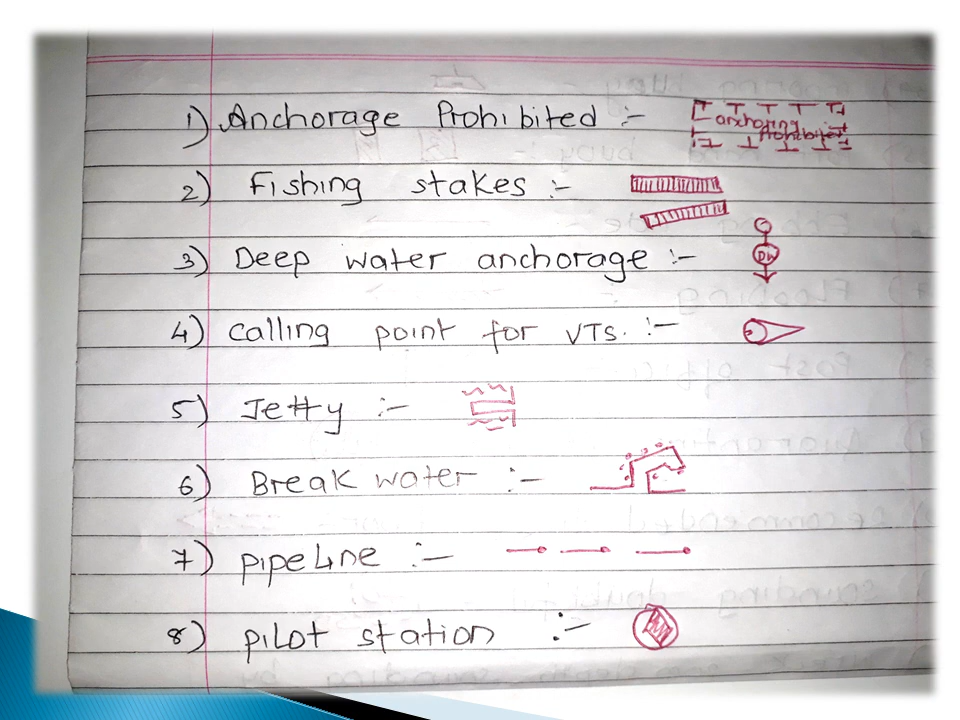 1) Anchorage Prohibited :- anchoring Prohibited
2) Fishing stakes :-
3) Deep water anchorage :- DW
4) calling point for VTs. :-
5) Jetty :-
6) Break water :-
7) pipeLine :-
8) piLot station :-